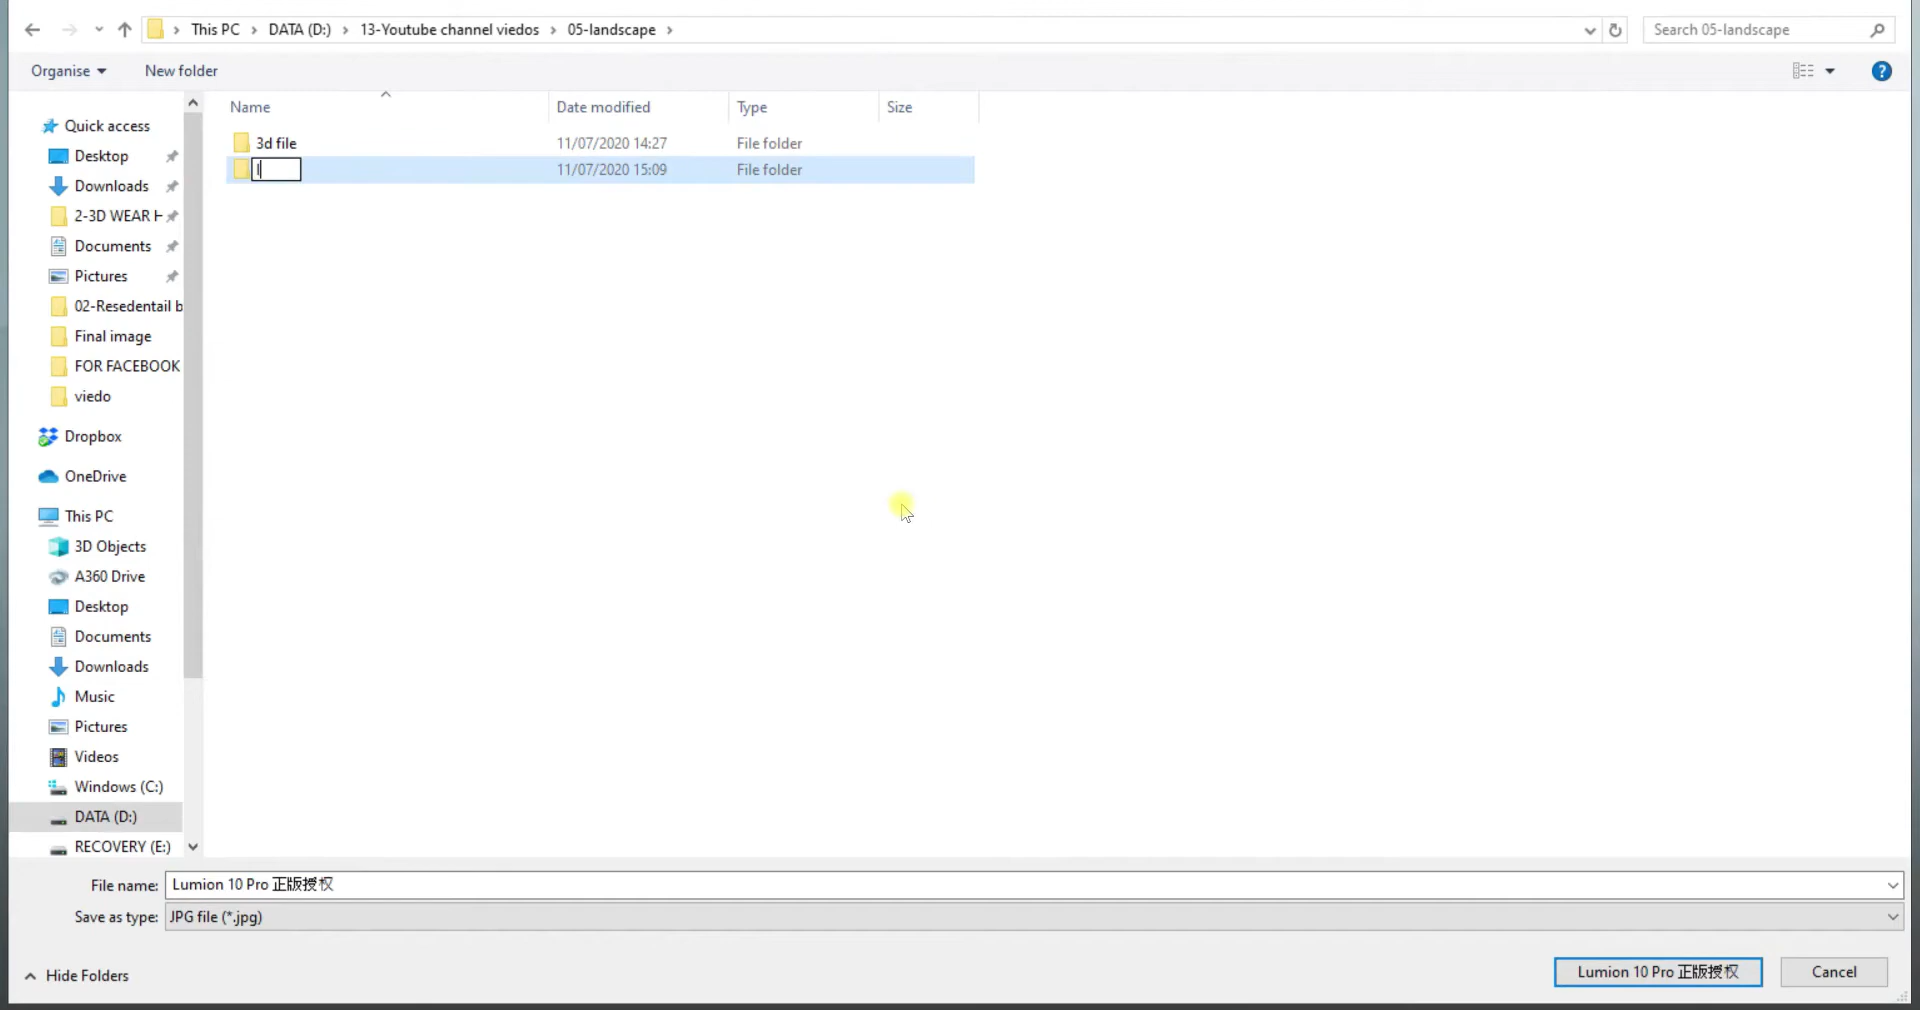 This PC > DATA (D:) > 13-Youtube channel viedos > 05-landscape >
Search 05-landscape
Organise
New folder
Name
Date modified
Type
Size
3d file
11/07/2020 14:27
File folder
11/07/2020 15:09
File folder
Quick access
Desktop
Downloads
2-3D WEAR H
Documents
Pictures
02-Resedentail b
Final image
FOR FACEBOOK
viedo
Dropbox
OneDrive
This PC
3D Objects
A360 Drive
Desktop
Documents
Downloads
Music
Pictures
Videos
Windows (C:)
DATA (D:)
RECOVERY (E:)
File name: Lumion 10 Pro 正版授权
Save as type: JPG file (*.jpg)
Hide Folders
Lumion 10 Pro 正版授权
Cancel